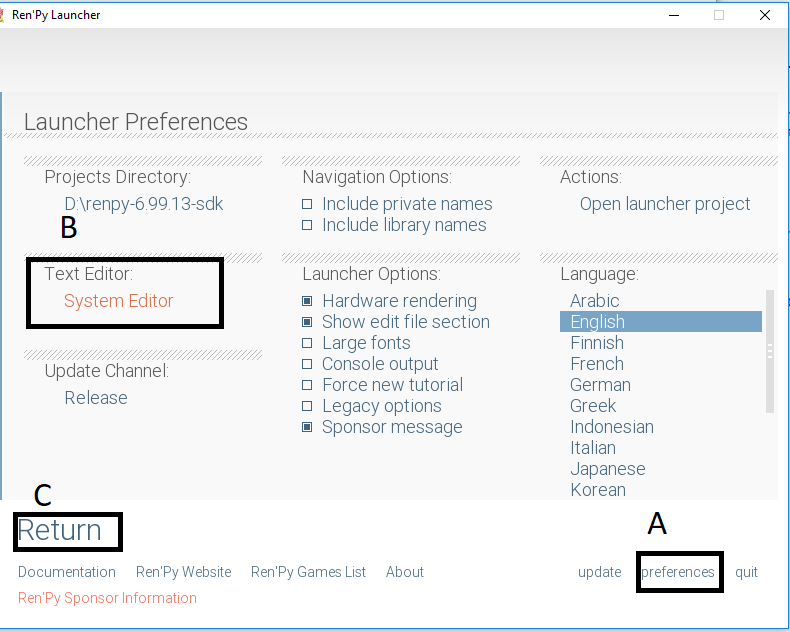 Ren'Py Launcher
Launcher Preferences
Projects Directory:
D:\renpy-6.99.13-sdk
B
Text Editor:
System Editor
Update Channel:
Release
Navigation Options:
Include private names
Include library names
Launcher Options:
Hardware rendering
Show edit file section
Large fonts
Console output
Force new tutorial
Legacy options
Sponsor message
Actions:
Open launcher project
Language:
Arabic
English
Finnish
French
German
Greek
Indonesian
Italian
Japanese
Korean
C
Return
A
Documentation Ren'Py Website Ren'Py Games List About update preferences quit
Ren'Py Sponsor Information